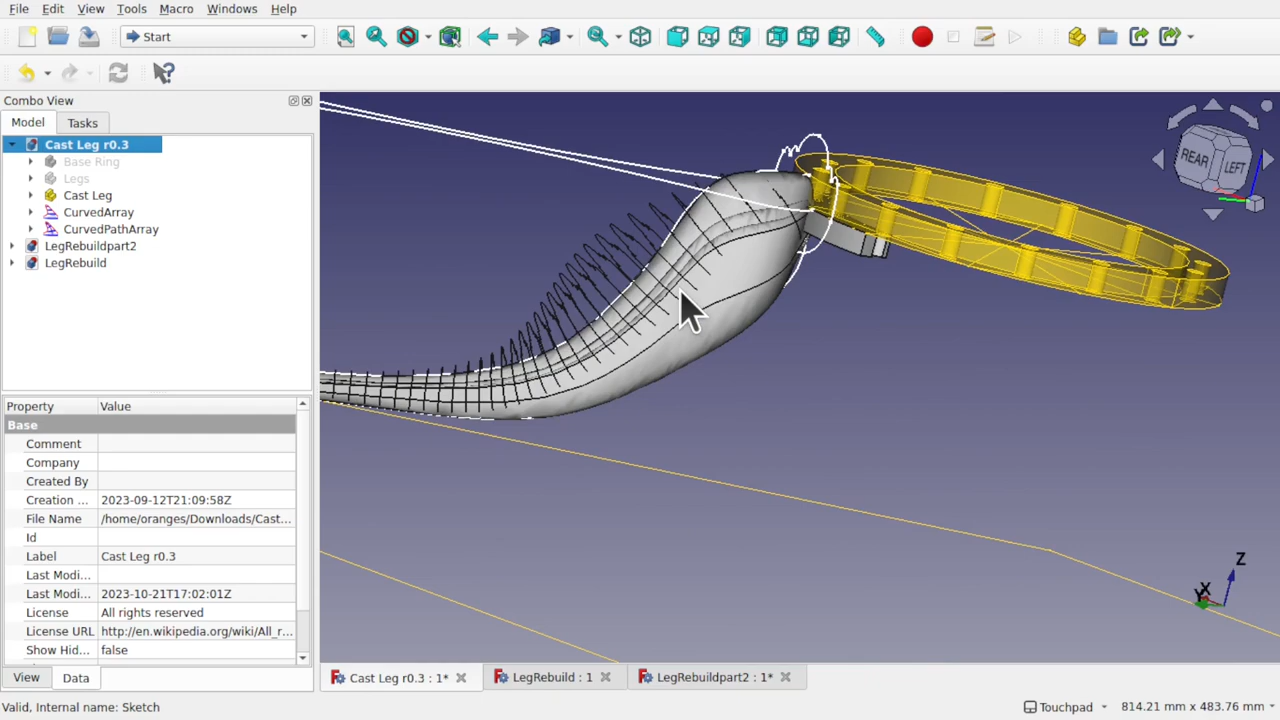 File Edit View Tools Macro Windows Help
Start
Combo View
Model Tasks
Cast Leg r0.3
Base Ring
Legs
Cast Leg
CurvedArray
CurvedPathArray
LegRebuildpart2
LegRebuild
Property Value
Base
Comment
Company
Created By
Creation ... 2023-09-12T21:09:58Z
File Name /home/oranges/Downloads/Cast...
Id
Label Cast Leg r0.3
Last Modi...
Last Modi... 2023-10-21T17:02:01Z
License All rights reserved
License URL http://en.wikipedia.org/wiki/All_r...
Show Hid... false
View Data
REAR LEFT
Z
X
Y
Cast Leg r0.3 : 1* LegRebuild : 1 LegRebuildpart2 : 1*
Valid, Internal name: Sketch Touchpad 814.21 mm x 483.76 mm